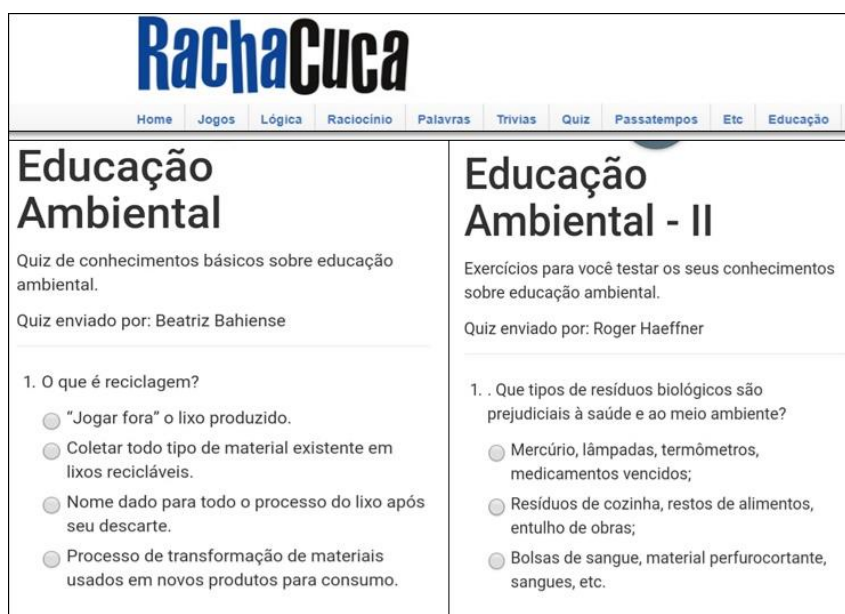 RachaCuca
Home Jogos Lógica Raciocínio Palavras Trivias Quiz Passatempos Etc Educação
Educação
Ambiental
Quiz de conhecimentos básicos sobre educação
ambiental.
Quiz enviado por: Beatriz Bahiense
1. O que é reciclagem?
“Jogar fora” o lixo produzido.
Coletar todo tipo de material existente em
lixos recicláveis.
Nome dado para todo o processo do lixo após
seu descarte.
Processo de transformação de materiais
usados em novos produtos para consumo.
Educação
Ambiental - II
Exercícios para você testar os seus conhecimentos
sobre educação ambiental.
Quiz enviado por: Roger Haeffner
1. . Que tipos de resíduos biológicos são
prejudiciais à saúde e ao meio ambiente?
Mercúrio, lâmpadas, termômetros,
medicamentos vencidos;
Resíduos de cozinha, restos de alimentos,
entulho de obras;
Bolsas de sangue, material perfurocortante,
sangues, etc.